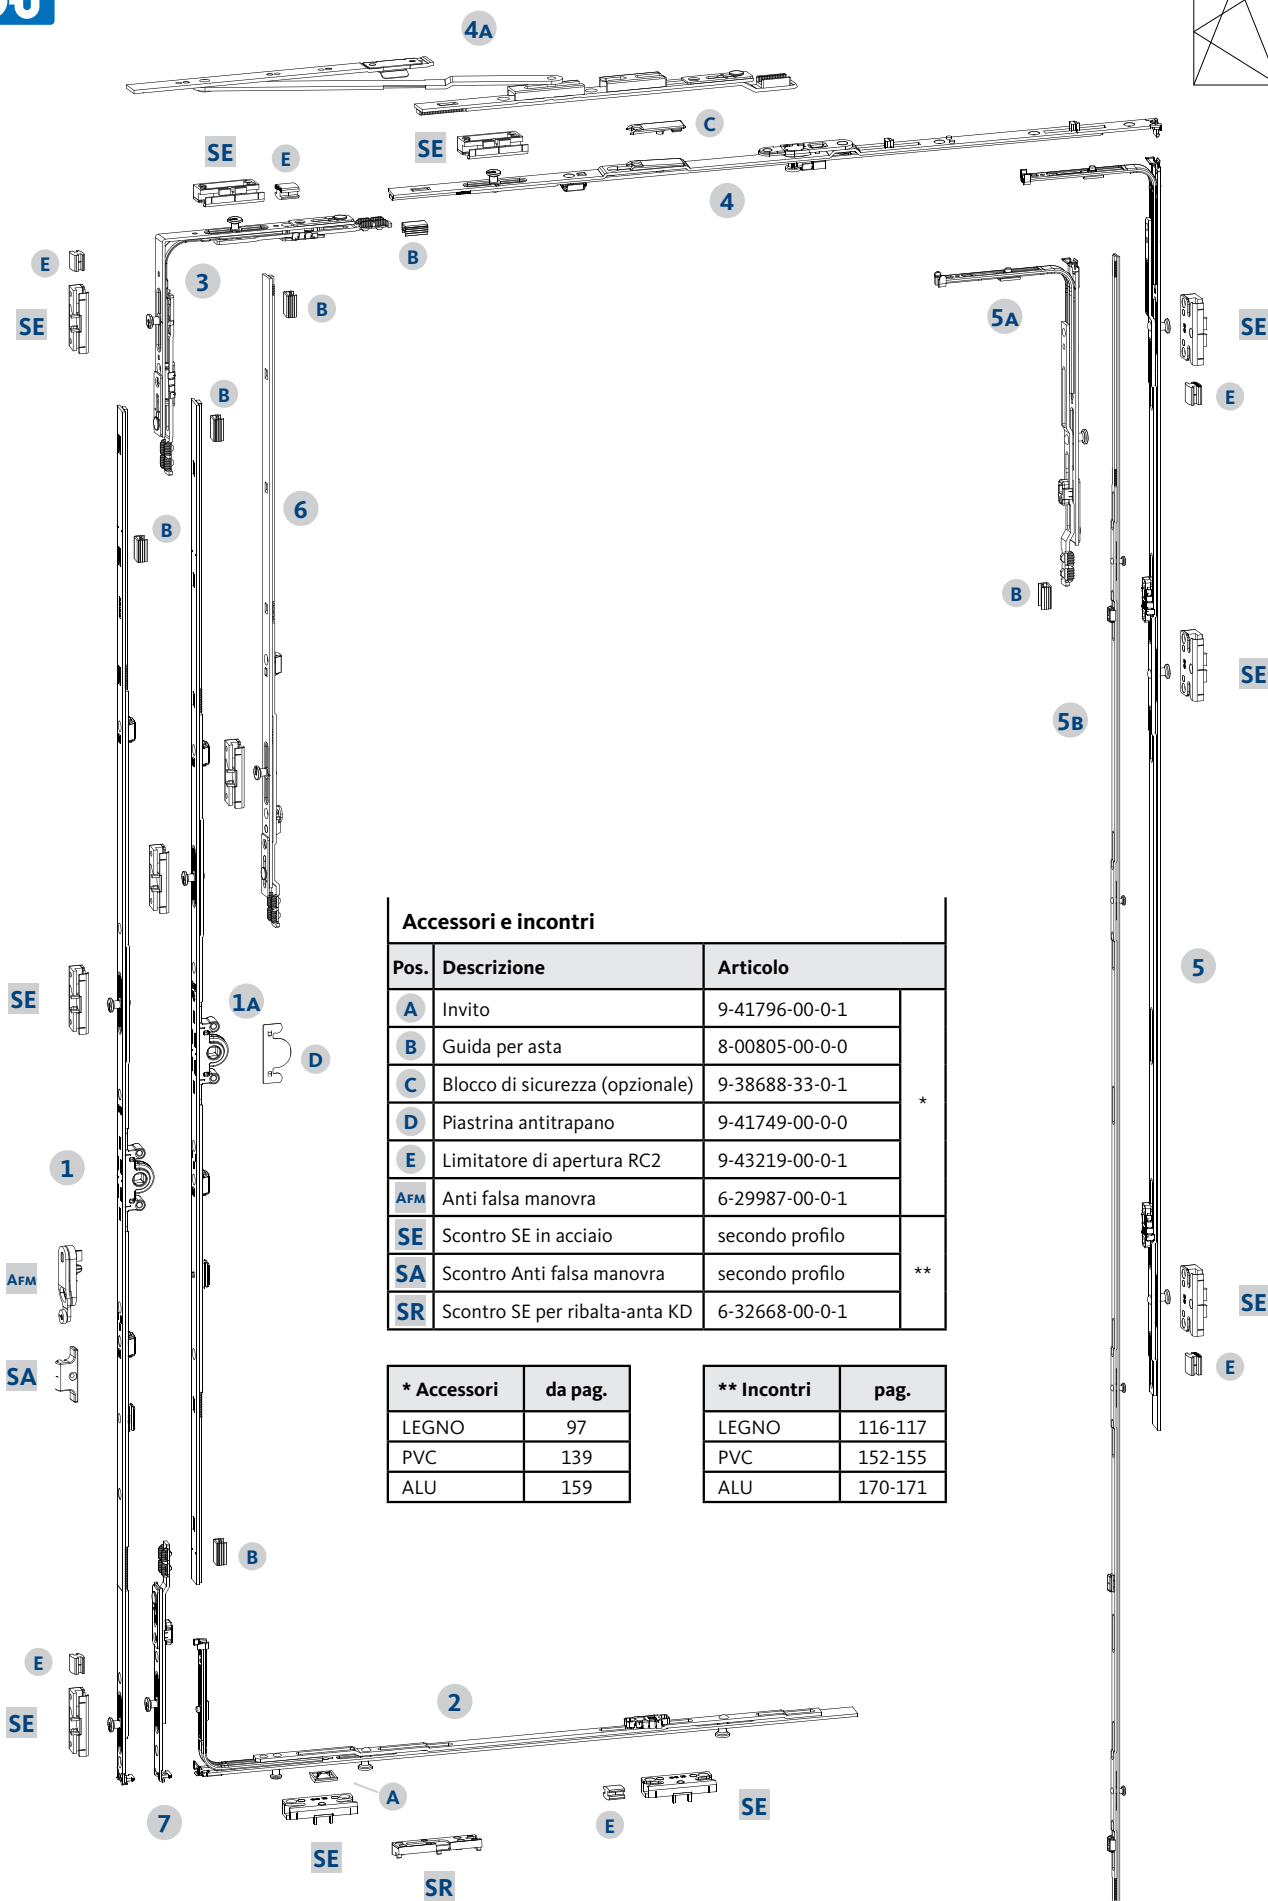 4A
C
SE
SE
E
4
B
E
3
SE
B
5A
SE
B
E
6
B
B
SE
5B
Accessori e incontri
Pos. Descrizione Articolo
A Invito 9-41796-00-0-1
B Guida per asta 8-00805-00-0-0
C Blocco di sicurezza (opzionale) 9-38688-33-0-1
*
D Piastrina antitrapano 9-41749-00-0-0
E Limitatore di apertura RC2 9-43219-00-0-1
AFM Anti falsa manovra 6-29987-00-0-1
SE Scontro SE in acciaio secondo profilo
SA Scontro Anti falsa manovra secondo profilo **
SR Scontro SE per ribalta-anta KD 6-32668-00-0-1
5
SE
1A
D
1
AFM
SE
SA
E
* Accessori da pag.
LEGNO 97
PVC 139
ALU 159
** Incontri pag.
LEGNO 116-117
PVC 152-155
ALU 170-171
B
E
SE
2
A
SE
E
7
SE
SR